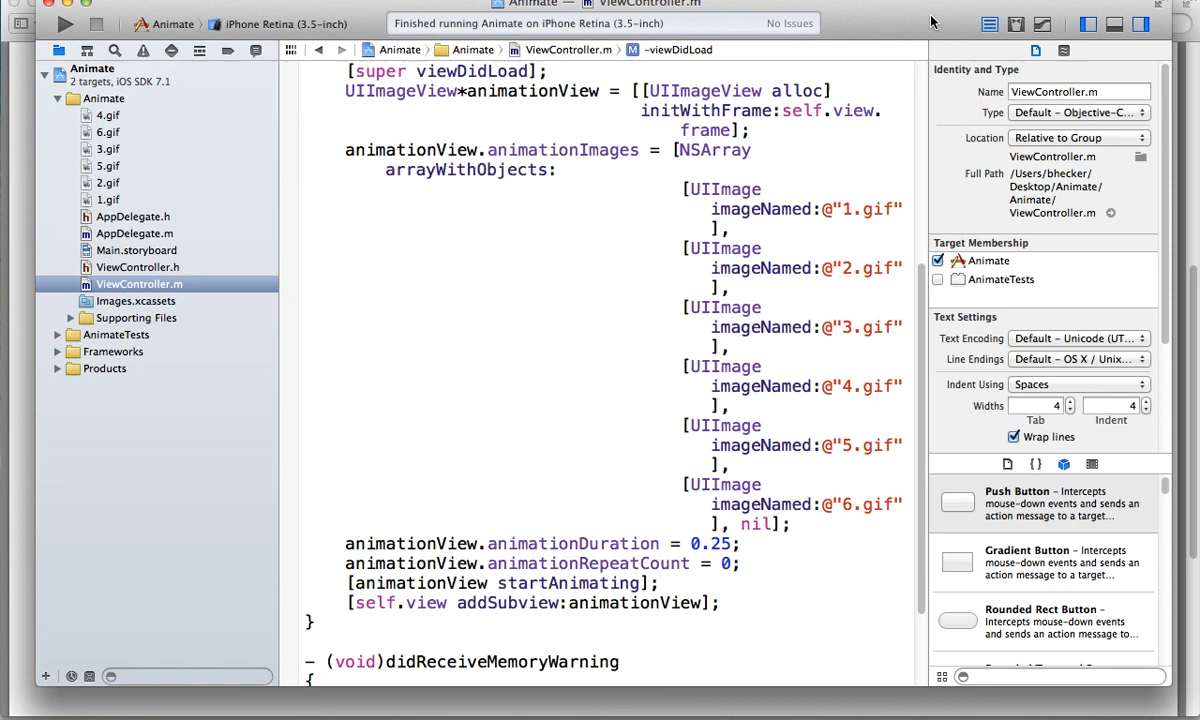 Animate — ViewController.m
Animate 〉 iPhone Retina (3.5-inch)
Finished running Animate on iPhone Retina (3.5-inch)
No Issues
Animate 〉 Animate 〉 ViewController.m 〉 M -viewDidLoad
Animate
2 targets, iOS SDK 7.1
Animate
4.gif
6.gif
3.gif
5.gif
2.gif
1.gif
h AppDelegate.h
m AppDelegate.m
Main.storyboard
h ViewController.h
m ViewController.m
Images.xcassets
Supporting Files
AnimateTests
Frameworks
Products
[super viewDidLoad];
UIImageView*animationView = [[UIImageView alloc]
initWithFrame:self.view.
frame];
animationView.animationImages = [NSArray
arrayWithObjects:
[UIImage
imageNamed:@"1.gif"
],
[UIImage
imageNamed:@"2.gif"
],
[UIImage
imageNamed:@"3.gif"
],
[UIImage
imageNamed:@"4.gif"
],
[UIImage
imageNamed:@"5.gif"
],
[UIImage
imageNamed:@"6.gif"
], nil];
animationView.animationDuration = 0.25;
animationView.animationRepeatCount = 0;
[animationView startAnimating];
[self.view addSubview:animationView];
}
- (void)didReceiveMemoryWarning
{
Identity and Type
Name ViewController.m
Type Default - Objective-C...
Location Relative to Group
ViewController.m
Full Path /Users/bhecker/
Desktop/Animate/
Animate/
ViewController.m
Target Membership
Animate
AnimateTests
Text Settings
Text Encoding Default - Unicode (UT...
Line Endings Default - OS X / Unix...
Indent Using Spaces
Widths 4 4
Tab Indent
Wrap lines
{ }
Push Button - Intercepts
mouse-down events and sends an
action message to a target...
Gradient Button - Intercepts
mouse-down events and sends an
action message to a target...
Rounded Rect Button -
Intercepts mouse-down events
and sends an action message to...